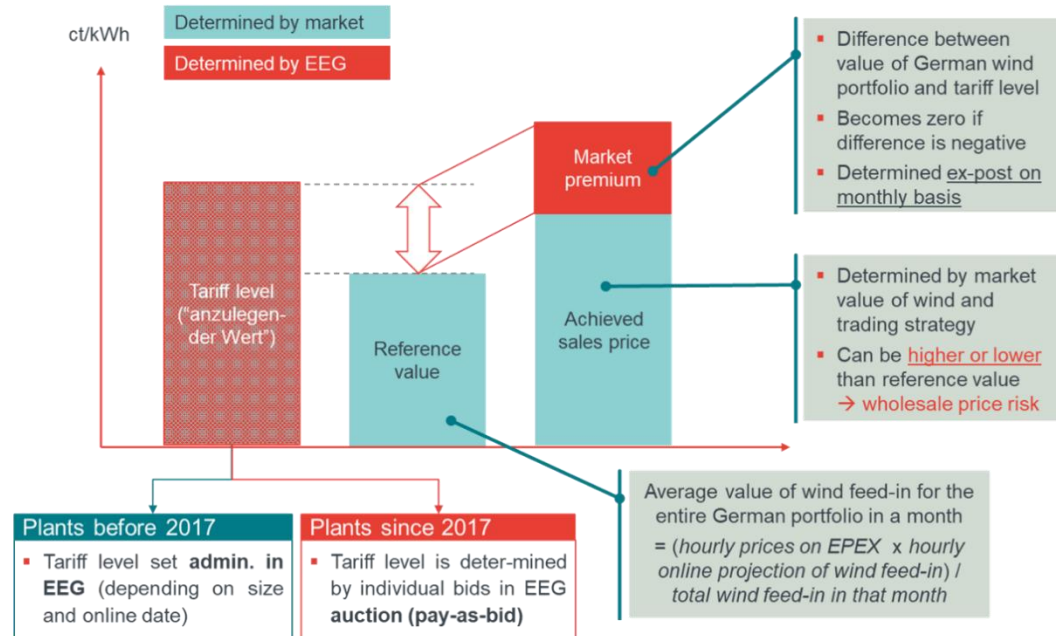 ct/kWh
Determined by market
Determined by EEG
Tariff level
("anzulegen-
der Wert")
Reference
value
Market
premium
Achieved
sales price
▪ Difference between
value of German wind
portfolio and tariff level
▪ Becomes zero if
difference is negative
▪ Determined ex-post on
monthly basis
▪ Determined by market
value of wind and
trading strategy
▪ Can be higher or lower
than reference value
→ wholesale price risk
Average value of wind feed-in for the
entire German portfolio in a month
= (hourly prices on EPEX x hourly
online projection of wind feed-in) /
total wind feed-in in that month
Plants before 2017
▪ Tariff level set admin. in
EEG (depending on size
and online date)
Plants since 2017
▪ Tariff level is deter-mined
by individual bids in EEG
auction (pay-as-bid)